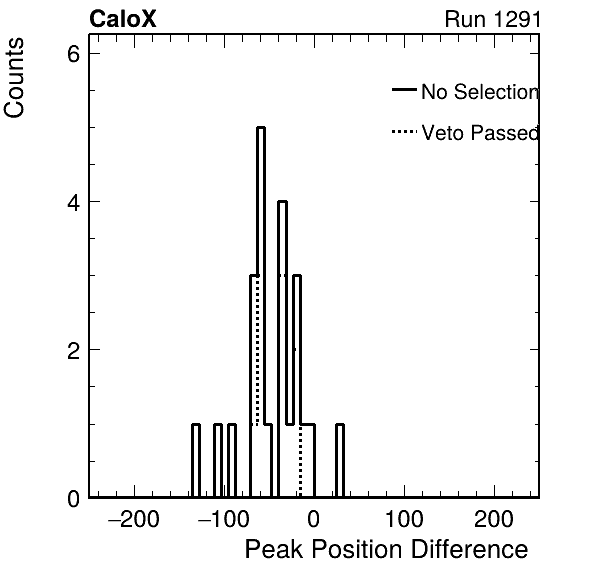 CaloX Run 1291
Counts
6
No Selection
Veto Passed
4
2
0
−200 −100 0 100 200
Peak Position Difference